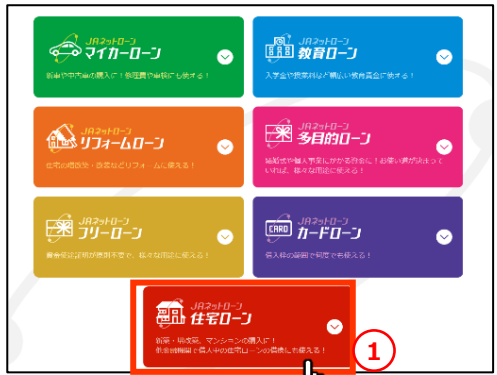 JAネットローン
マイカーローン
新車や中古車の購入に！修理費や車検にも使える！
JAネットローン
教育ローン
入学金や授業料など幅広い教育資金に使える！
JAネットローン
リフォームローン
住宅の増改築・改装などリフォームに使える！
JAネットローン
多目的ローン
結婚式や個人事業にかかる資金に！お使い道が決まって
いれば、様々な用途に使える！
JAネットローン
フリーローン
資金使途証明が原則不要で、様々な用途に使える！
CARD
JAネットローン
カードローン
借入枠の範囲で何度でも使える！
JAネットローン
住宅ローン
新築・増改築、マンションの購入に！
他金融機関で借入中の住宅ローンの借換にも使える！
1